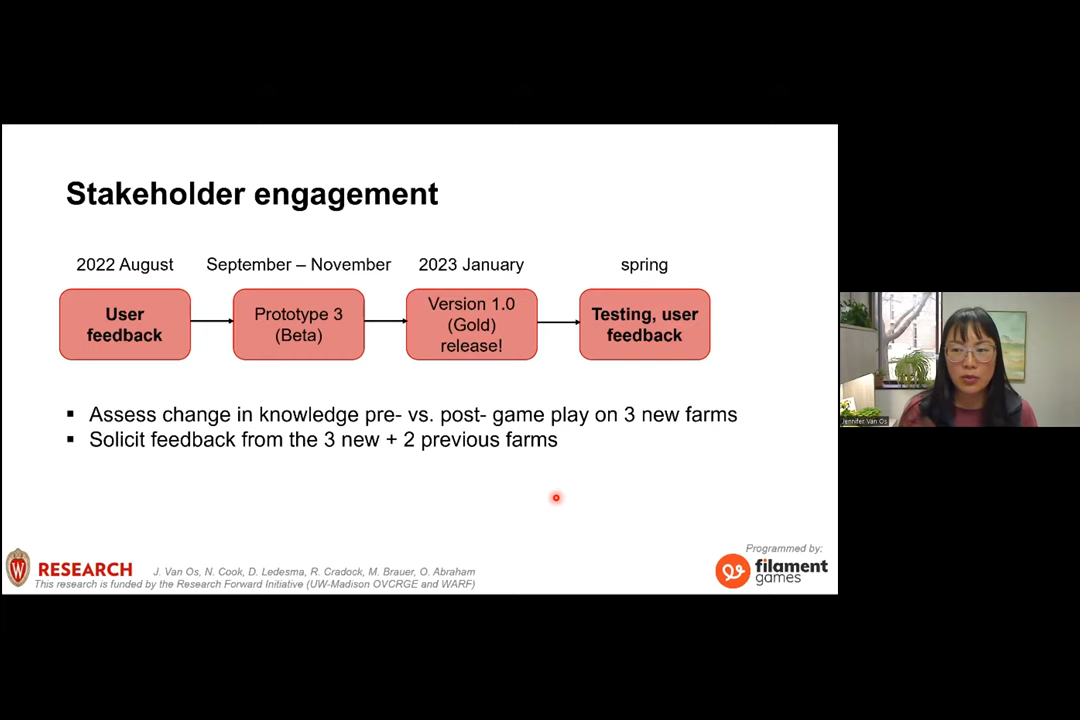 Stakeholder engagement
2022 August
September – November
2023 January
spring
User
feedback
Prototype 3
(Beta)
Version 1.0
(Gold)
release!
Testing, user
feedback
▪ Assess change in knowledge pre- vs. post- game play on 3 new farms
▪ Solicit feedback from the 3 new + 2 previous farms
Jennifer Van Os
W
RESEARCH
J. Van Os, N. Cook, D. Ledesma, R. Cradock, M. Brauer, O. Abraham
This research is funded by the Research Forward Initiative (UW-Madison OVCRGE and WARF)
Programmed by:
filament
games